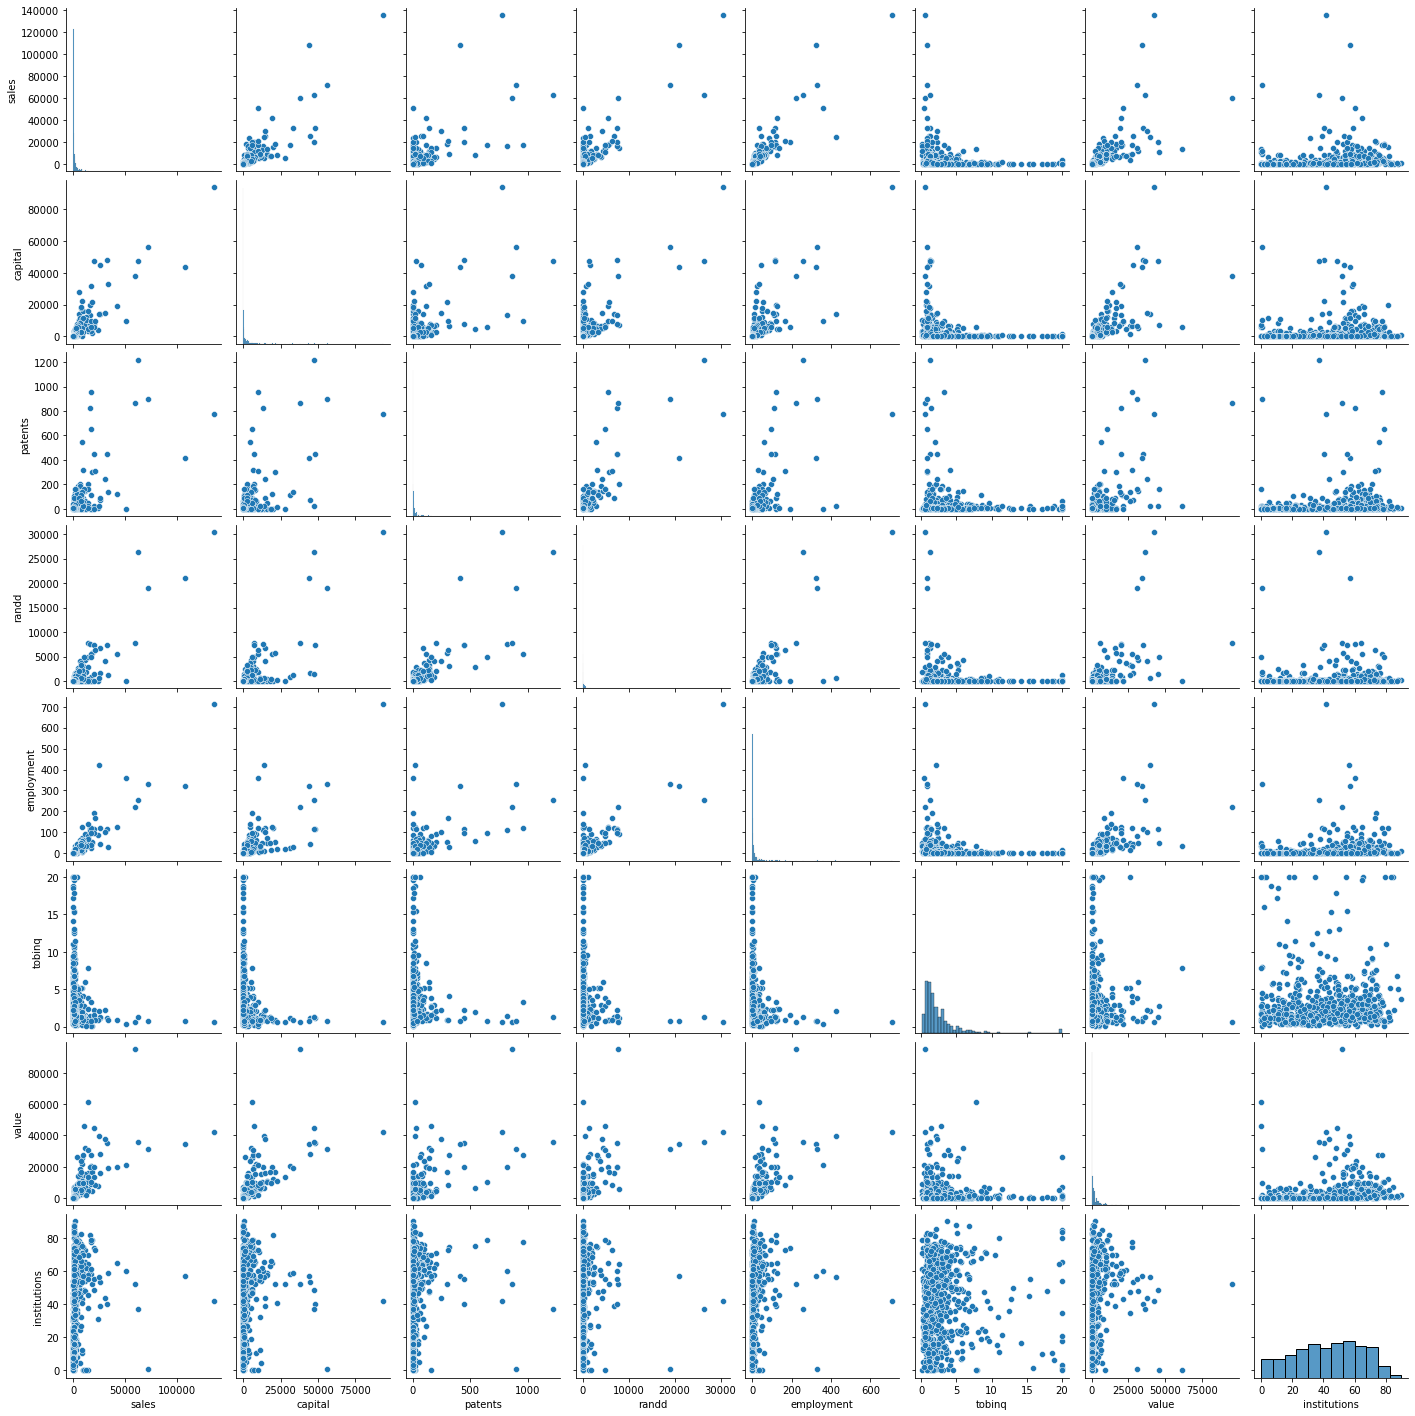 140000
120000
100000
80000
60000
40000
20000
0
sales
80000
60000
40000
20000
0
capital
1200
1000
800
600
400
200
0
patents
30000
25000
20000
15000
10000
5000
0
randd
700
600
500
400
300
200
100
0
employment
20
15
10
5
0
tobinq
80000
60000
40000
20000
0
value
80
60
40
20
0
institutions
0 50000 100000
sales
0 25000 50000 75000
capital
0 500 1000
patents
0 10000 20000 30000
randd
0 200 400 600
employment
0 5 10 15 20
tobinq
0 25000 50000 75000
value
0 20 40 60 80
institutions